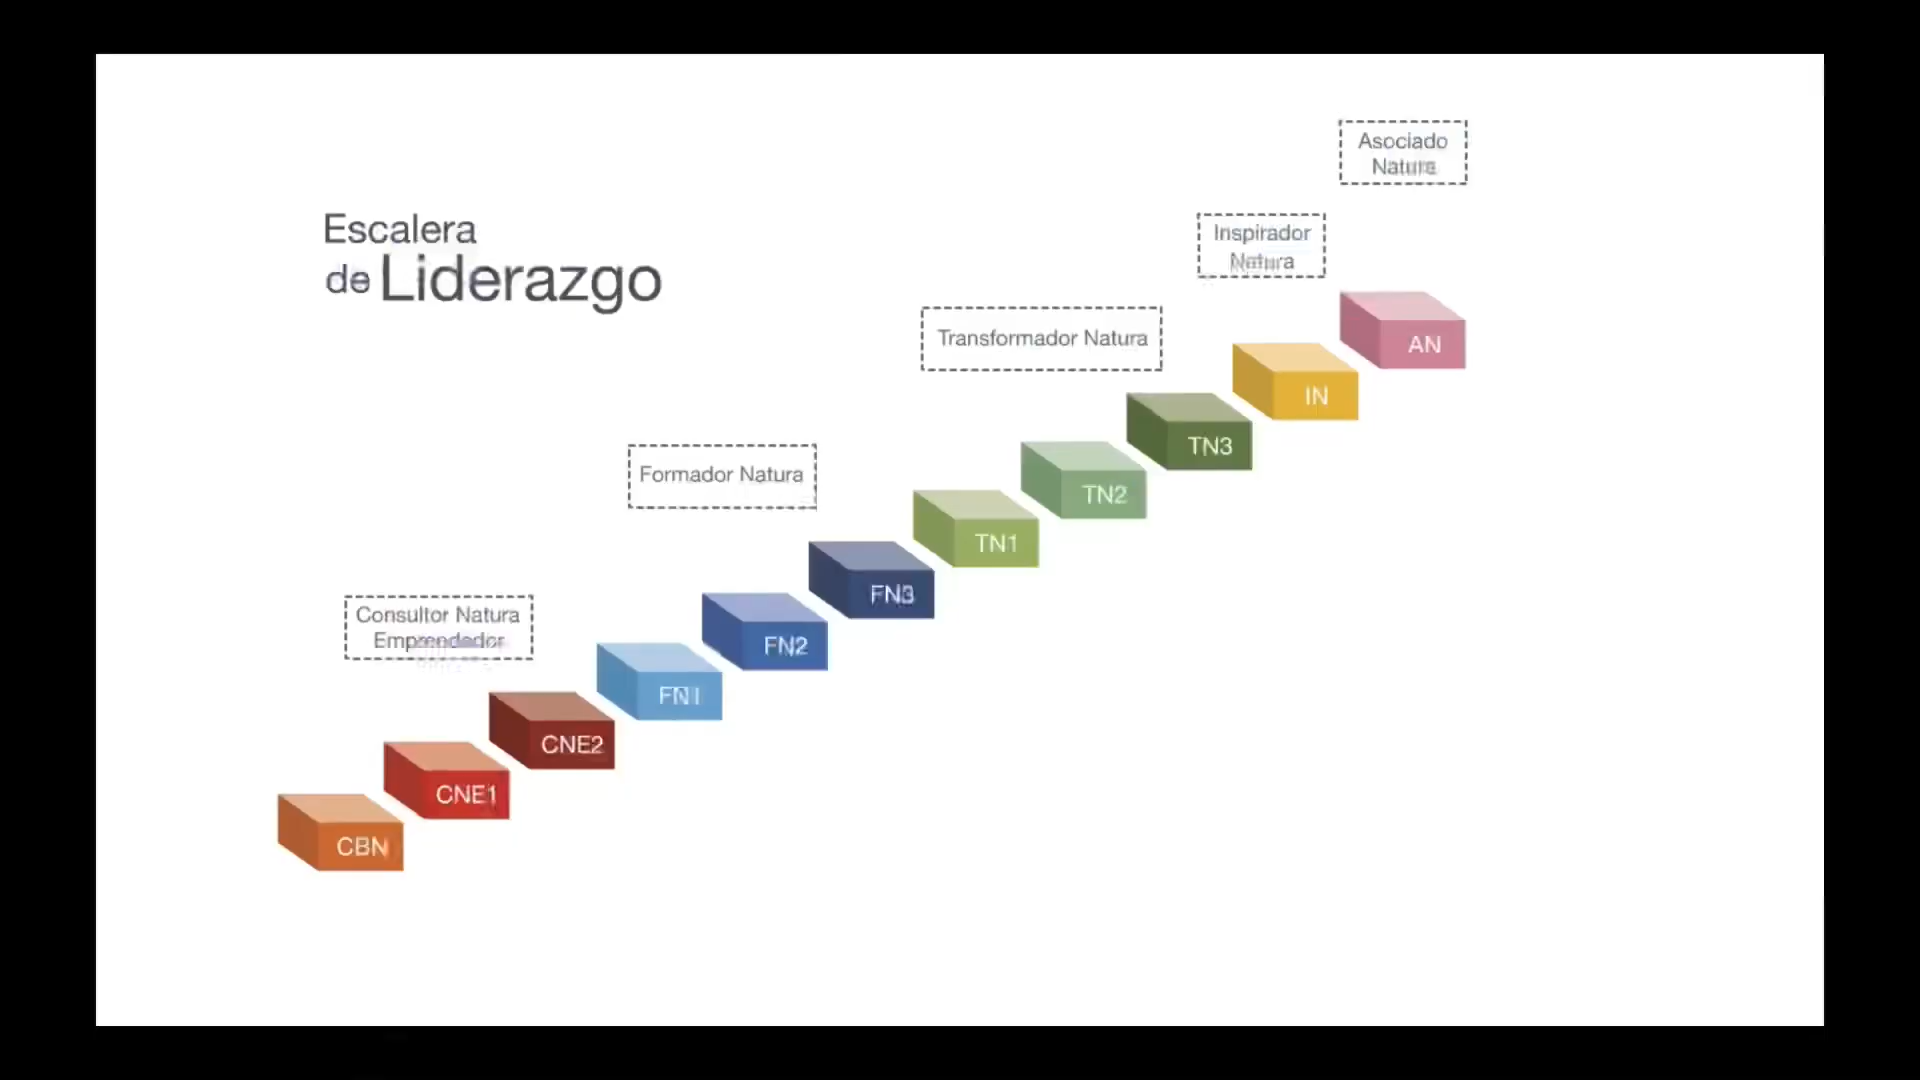 Escalera
de Liderazgo
Asociado
Natura
Inspirador
Natura
Transformador Natura
Formador Natura
Consultor Natura
Emprendedor
AN
IN
TN3
TN2
TN1
FN3
FN2
FN1
CNE2
CNE1
CBN